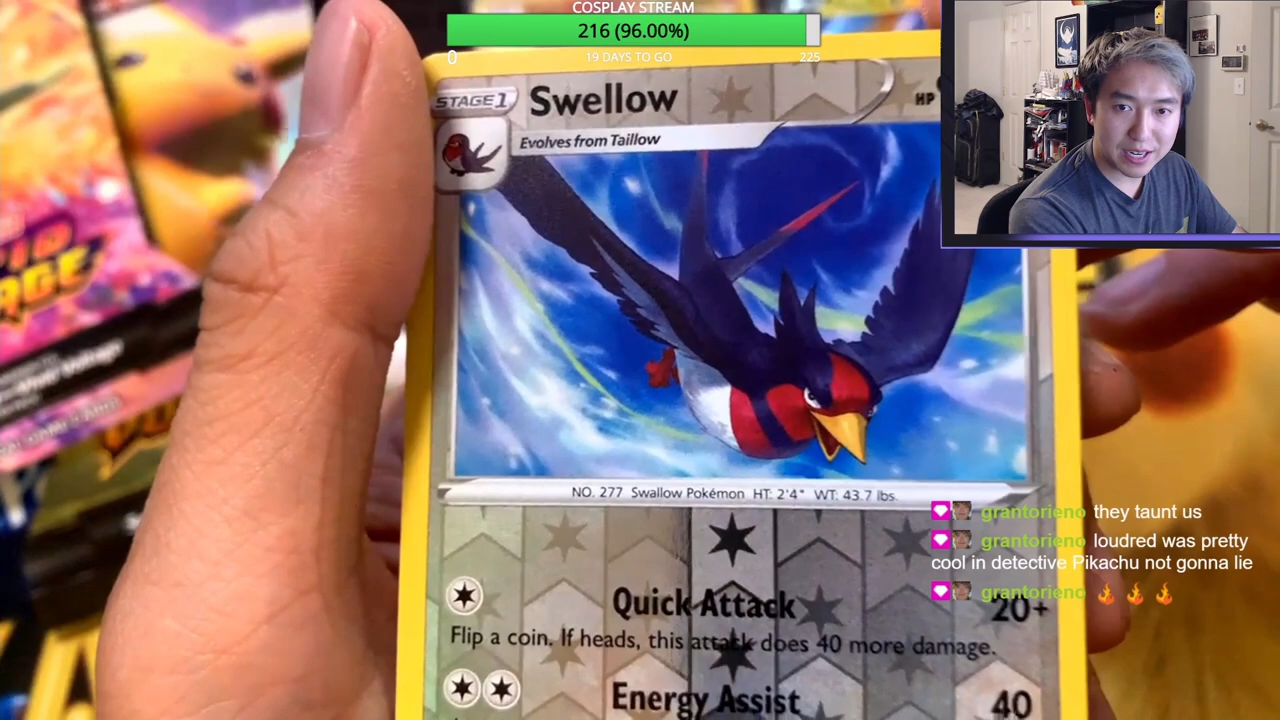 COSPLAY STREAM
216 (96.00%)
0 19 DAYS TO GO 225
STAGE 1 Swellow HP
Evolves from Taillow
NO. 277 Swallow Pokémon HT: 2'4" WT: 43.7 lbs.
grantorieno they taunt us
grantorieno loudred was pretty
cool in detective Pikachu not gonna lie
grantorieno 🔥 🔥 🔥
Quick Attack 20+
Flip a coin. If heads, this attack does 40 more damage.
Energy Assist 40